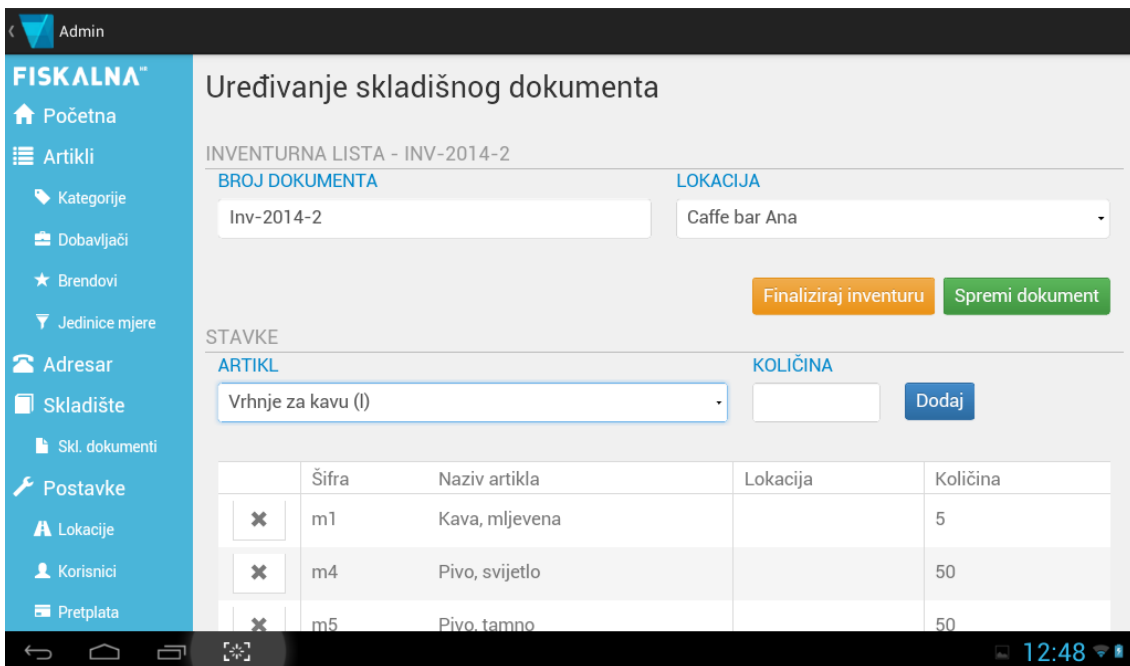 Admin
FISKALNA
Početna
Artikli
Kategorije
Dobavljači
Brendovi
Jedinice mjere
Adresar
Skladište
Skl. dokumenti
Postavke
Lokacije
Korisnici
Pretplata
Uređivanje skladišnog dokumenta
INVENTURNA LISTA - INV-2014-2
BROJ DOKUMENTA LOKACIJA
Inv-2014-2 Caffe bar Ana
Finaliziraj inventuru Spremi dokument
STAVKE
ARTIKL KOLIČINA
Vrhnje za kavu (l) Dodaj
Šifra Naziv artikla Lokacija Količina
m1 Kava, mljevena 5
m4 Pivo, svijetlo 50
m5 Pivo, tamno 50
12:48